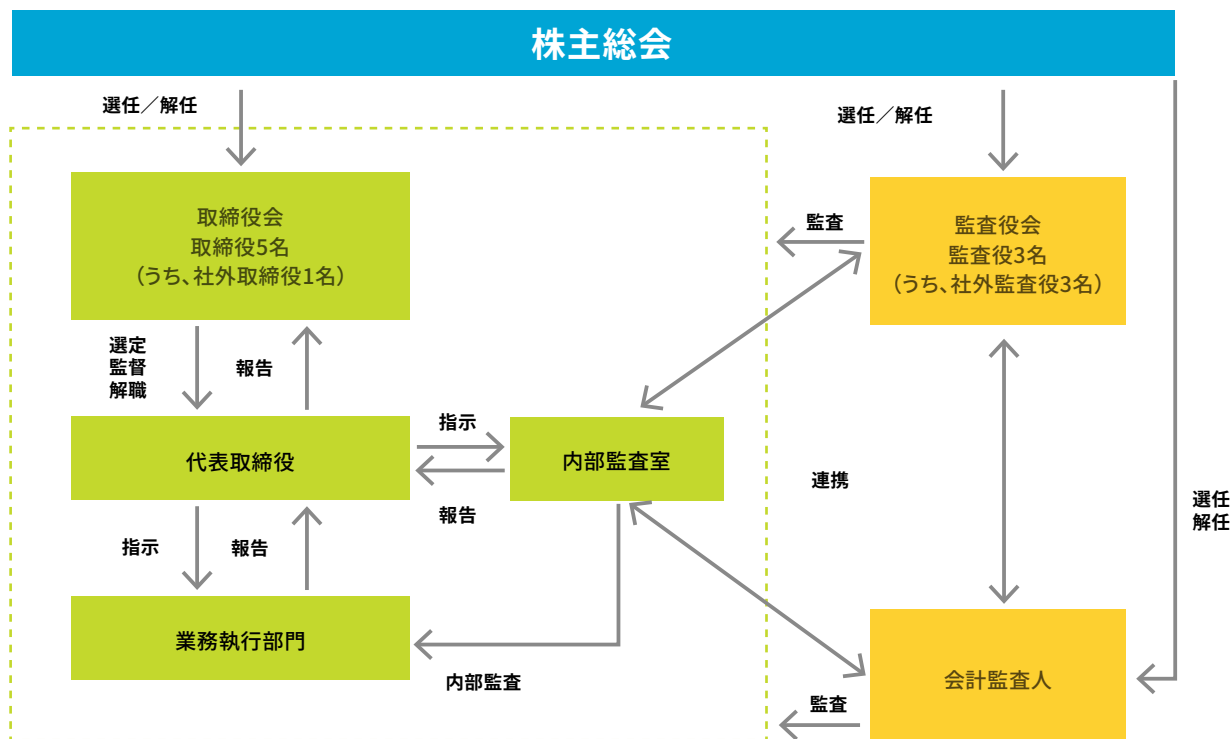 株主総会
選任／解任
選任／解任
取締役会
取締役5名
（うち、社外取締役1名）
監査
監査役会
監査役3名
（うち、社外監査役3名）
選定
監督
解職
報告
指示
代表取締役
内部監査室
連携
報告
選任
解任
指示
報告
業務執行部門
内部監査
会計監査人
監査